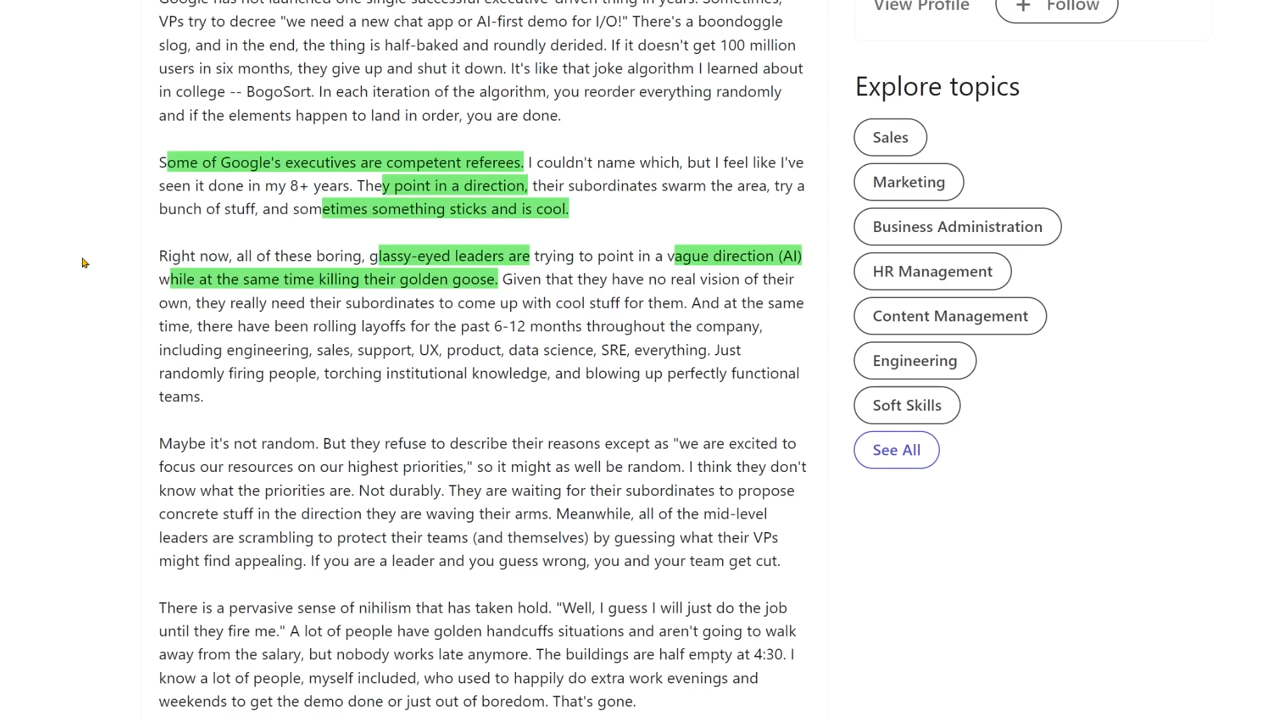 Google has not launched one single successful executive-driven thing in years. Sometimes,
VPs try to decree "we need a new chat app or AI-first demo for I/O!" There's a boondoggle
slog, and in the end, the thing is half-baked and roundly derided. If it doesn't get 100 million
users in six months, they give up and shut it down. It's like that joke algorithm I learned about
in college -- BogoSort. In each iteration of the algorithm, you reorder everything randomly
and if the elements happen to land in order, you are done.
Some of Google's executives are competent referees. I couldn't name which, but I feel like I've
seen it done in my 8+ years. They point in a direction, their subordinates swarm the area, try a
bunch of stuff, and sometimes something sticks and is cool.
Right now, all of these boring, glassy-eyed leaders are trying to point in a vague direction (AI)
while at the same time killing their golden goose. Given that they have no real vision of their
own, they really need their subordinates to come up with cool stuff for them. And at the same
time, there have been rolling layoffs for the past 6-12 months throughout the company,
including engineering, sales, support, UX, product, data science, SRE, everything. Just
randomly firing people, torching institutional knowledge, and blowing up perfectly functional
teams.
Maybe it's not random. But they refuse to describe their reasons except as "we are excited to
focus our resources on our highest priorities," so it might as well be random. I think they don't
know what the priorities are. Not durably. They are waiting for their subordinates to propose
concrete stuff in the direction they are waving their arms. Meanwhile, all of the mid-level
leaders are scrambling to protect their teams (and themselves) by guessing what their VPs
might find appealing. If you are a leader and you guess wrong, you and your team get cut.
There is a pervasive sense of nihilism that has taken hold. "Well, I guess I will just do the job
until they fire me." A lot of people have golden handcuffs situations and aren't going to walk
away from the salary, but nobody works late anymore. The buildings are half empty at 4:30. I
know a lot of people, myself included, who used to happily do extra work evenings and
weekends to get the demo done or just out of boredom. That's gone.
View Profile
+ Follow
Explore topics
Sales
Marketing
Business Administration
HR Management
Content Management
Engineering
Soft Skills
See All